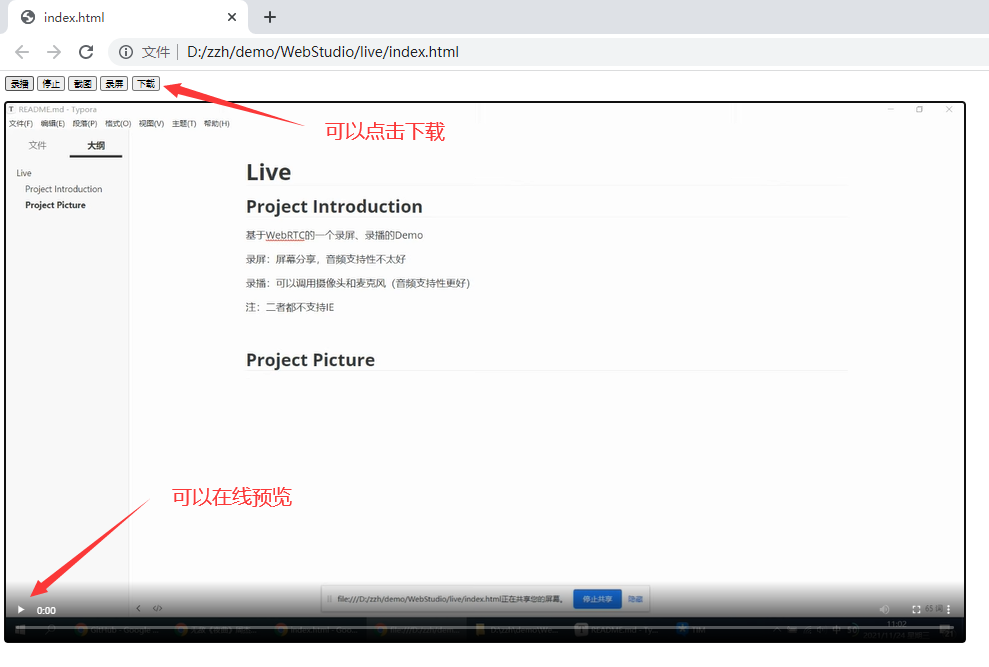 index.html
文件 D:/zzh/demo/WebStudio/live/index.html
录播 停止 截图 录屏 下载
可以点击下载
README.md - Typora
文件(F) 编辑(E) 段落(P) 格式(O) 视图(V) 主题(T) 帮助(H)
文件 大纲
Live
Project Introduction
Project Picture
Live
Project Introduction
基于WebRTC的一个录屏、录播的Demo
录屏：屏幕分享，音频支持性不太好
录播：可以调用摄像头和麦克风（音频支持性更好）
注：二者都不支持IE
Project Picture
可以在线预览
file:///D:/zzh/demo/WebStudio/live/index.html正在共享您的屏幕。 停止共享 隐藏
0:00
65 词
11:02